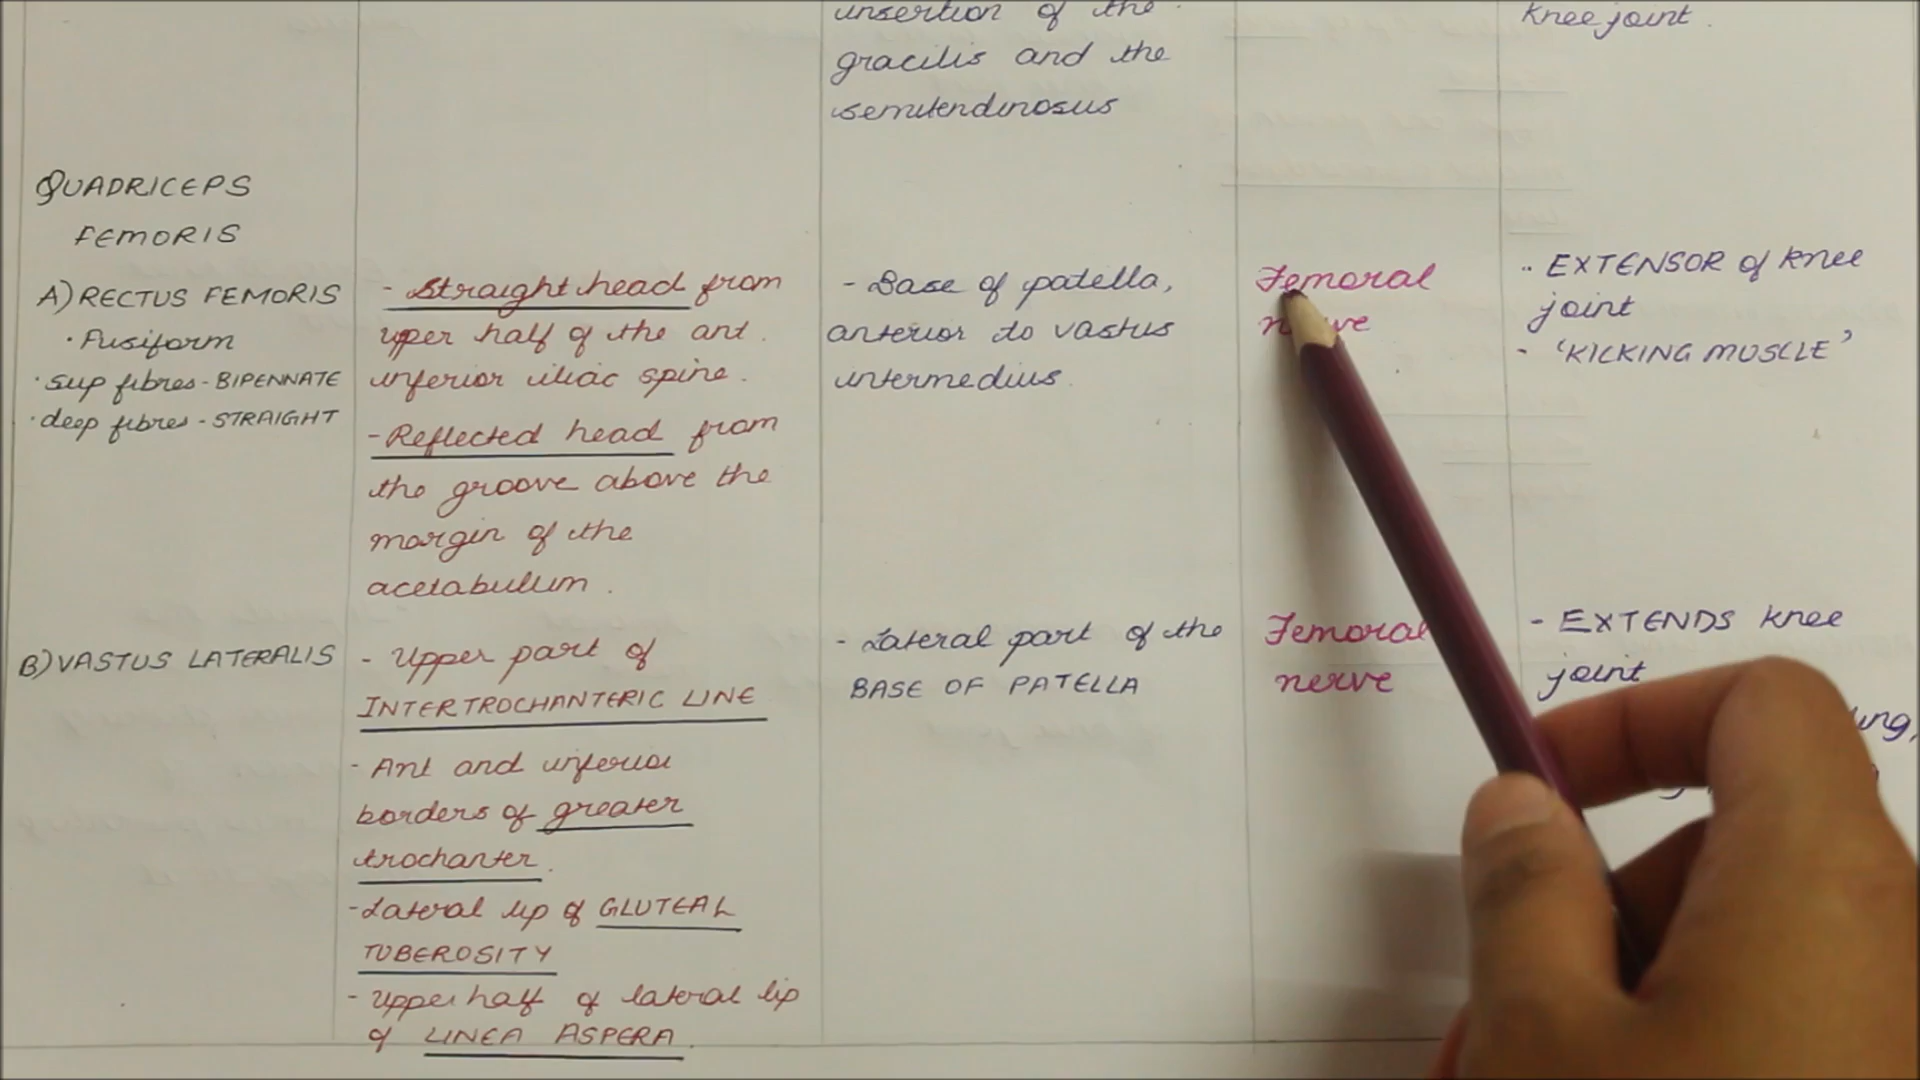 insertion of the
gracilis and the
semitendinosus
knee joint.
QUADRICEPS
FEMORIS
A) RECTUS FEMORIS
· Fusiform
· sup fibres - BIPENNATE
· deep fibres - STRAIGHT
- Straight head from
upper half of the ant.
inferior iliac spine.
- Reflected head from
the groove above the
margin of the
acetabulum.
- Base of patella,
anterior to vastus
intermedius.
Femoral
- EXTENSOR of knee
joint
- 'KICKING MUSCLE'
B) VASTUS LATERALIS
- Upper part of
INTERTROCHANTERIC LINE
- Ant and inferior
borders of greater
trochanter.
- Lateral lip of GLUTEAL
TUBEROSITY
- Upper half of lateral lip
of LINEA ASPERA.
- Lateral part of the
BASE OF PATELLA
Femoral
nerve
- EXTENDS knee
joint